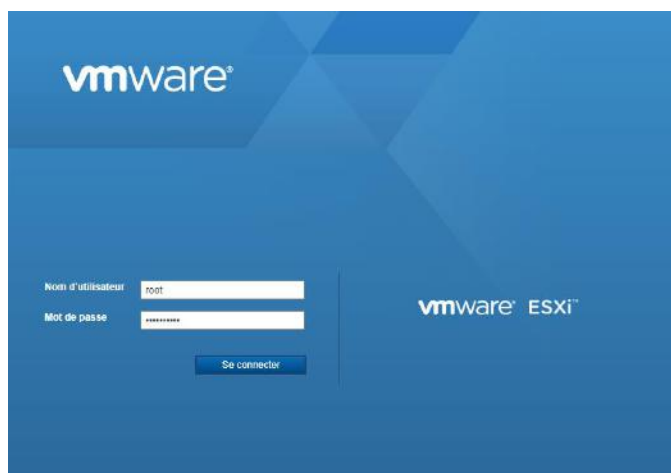 vmware®
Nom d'utilisateur root
Mot de passe ••••••••••
vmware® ESXi™
Se connecter